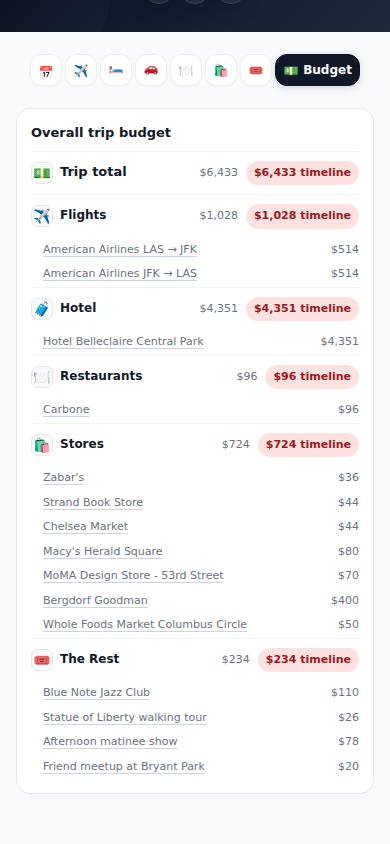 Budget
Overall trip budget
Trip total $6,433 $6,433 timeline
Flights $1,028 $1,028 timeline
American Airlines LAS → JFK $514
American Airlines JFK → LAS $514
Hotel $4,351 $4,351 timeline
Hotel Belleclaire Central Park $4,351
Restaurants $96 $96 timeline
Carbone $96
Stores $724 $724 timeline
Zabar's $36
Strand Book Store $44
Chelsea Market $44
Macy's Herald Square $80
MoMA Design Store - 53rd Street $70
Bergdorf Goodman $400
Whole Foods Market Columbus Circle $50
The Rest $234 $234 timeline
Blue Note Jazz Club $110
Statue of Liberty walking tour $26
Afternoon matinee show $78
Friend meetup at Bryant Park $20